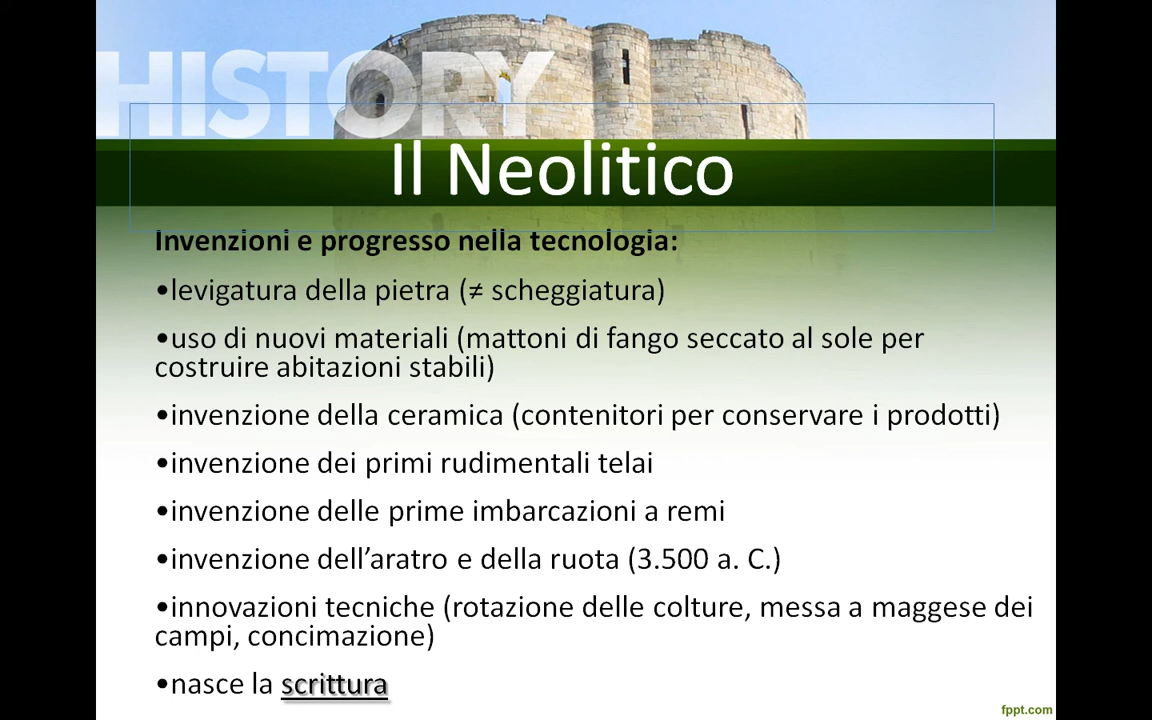 HISTORY
Il Neolitico
Invenzioni e progresso nella tecnologia:
•levigatura della pietra (≠ scheggiatura)
•uso di nuovi materiali (mattoni di fango seccato al sole per
costruire abitazioni stabili)
•invenzione della ceramica (contenitori per conservare i prodotti)
•invenzione dei primi rudimentali telai
•invenzione delle prime imbarcazioni a remi
•invenzione dell’aratro e della ruota (3.500 a. C.)
•innovazioni tecniche (rotazione delle colture, messa a maggese dei
campi, concimazione)
•nasce la scrittura
fppt.com